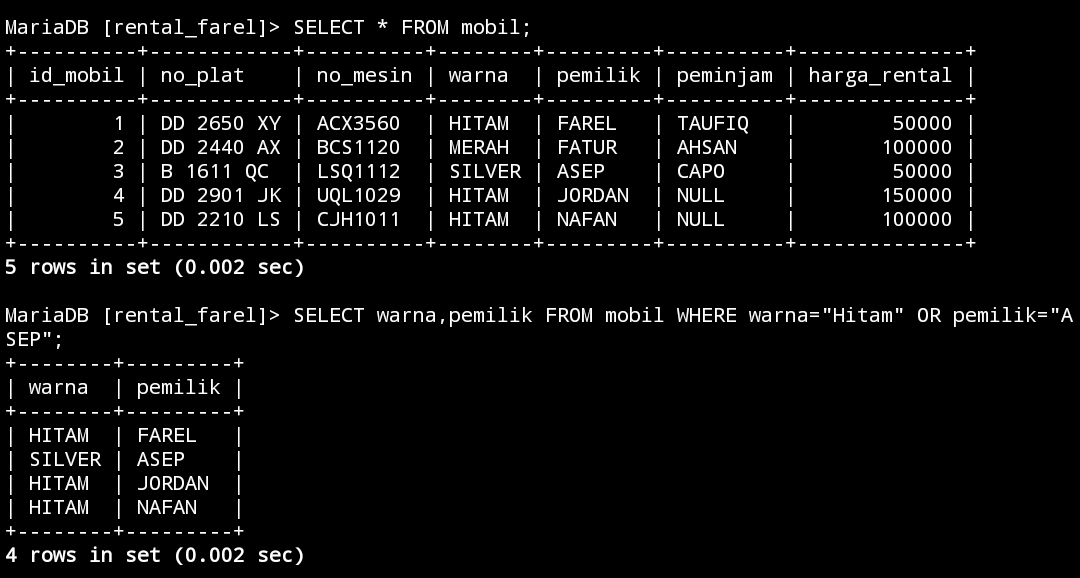 MariaDB [rental_farel]> SELECT * FROM mobil;
+----------+------------+----------+--------+---------+----------+--------------+
| id_mobil | no_plat    | no_mesin | warna  | pemilik | peminjam | harga_rental |
+----------+------------+----------+--------+---------+----------+--------------+
|        1 | DD 2650 XY | ACX3560  | HITAM  | FAREL   | TAUFIQ   |        50000 |
|        2 | DD 2440 AX | BCS1120  | MERAH  | FATUR   | AHSAN    |       100000 |
|        3 | B 1611 QC  | LSQ1112  | SILVER | ASEP    | CAPO     |        50000 |
|        4 | DD 2901 JK | UQL1029  | HITAM  | JORDAN  | NULL     |       150000 |
|        5 | DD 2210 LS | CJH1011  | HITAM  | NAFAN   | NULL     |       100000 |
+----------+------------+----------+--------+---------+----------+--------------+
5 rows in set (0.002 sec)
MariaDB [rental_farel]> SELECT warna,pemilik FROM mobil WHERE warna="Hitam" OR pemilik="A
SEP";
+--------+---------+
| warna  | pemilik |
+--------+---------+
| HITAM  | FAREL   |
| SILVER | ASEP    |
| HITAM  | JORDAN  |
| HITAM  | NAFAN   |
+--------+---------+
4 rows in set (0.002 sec)